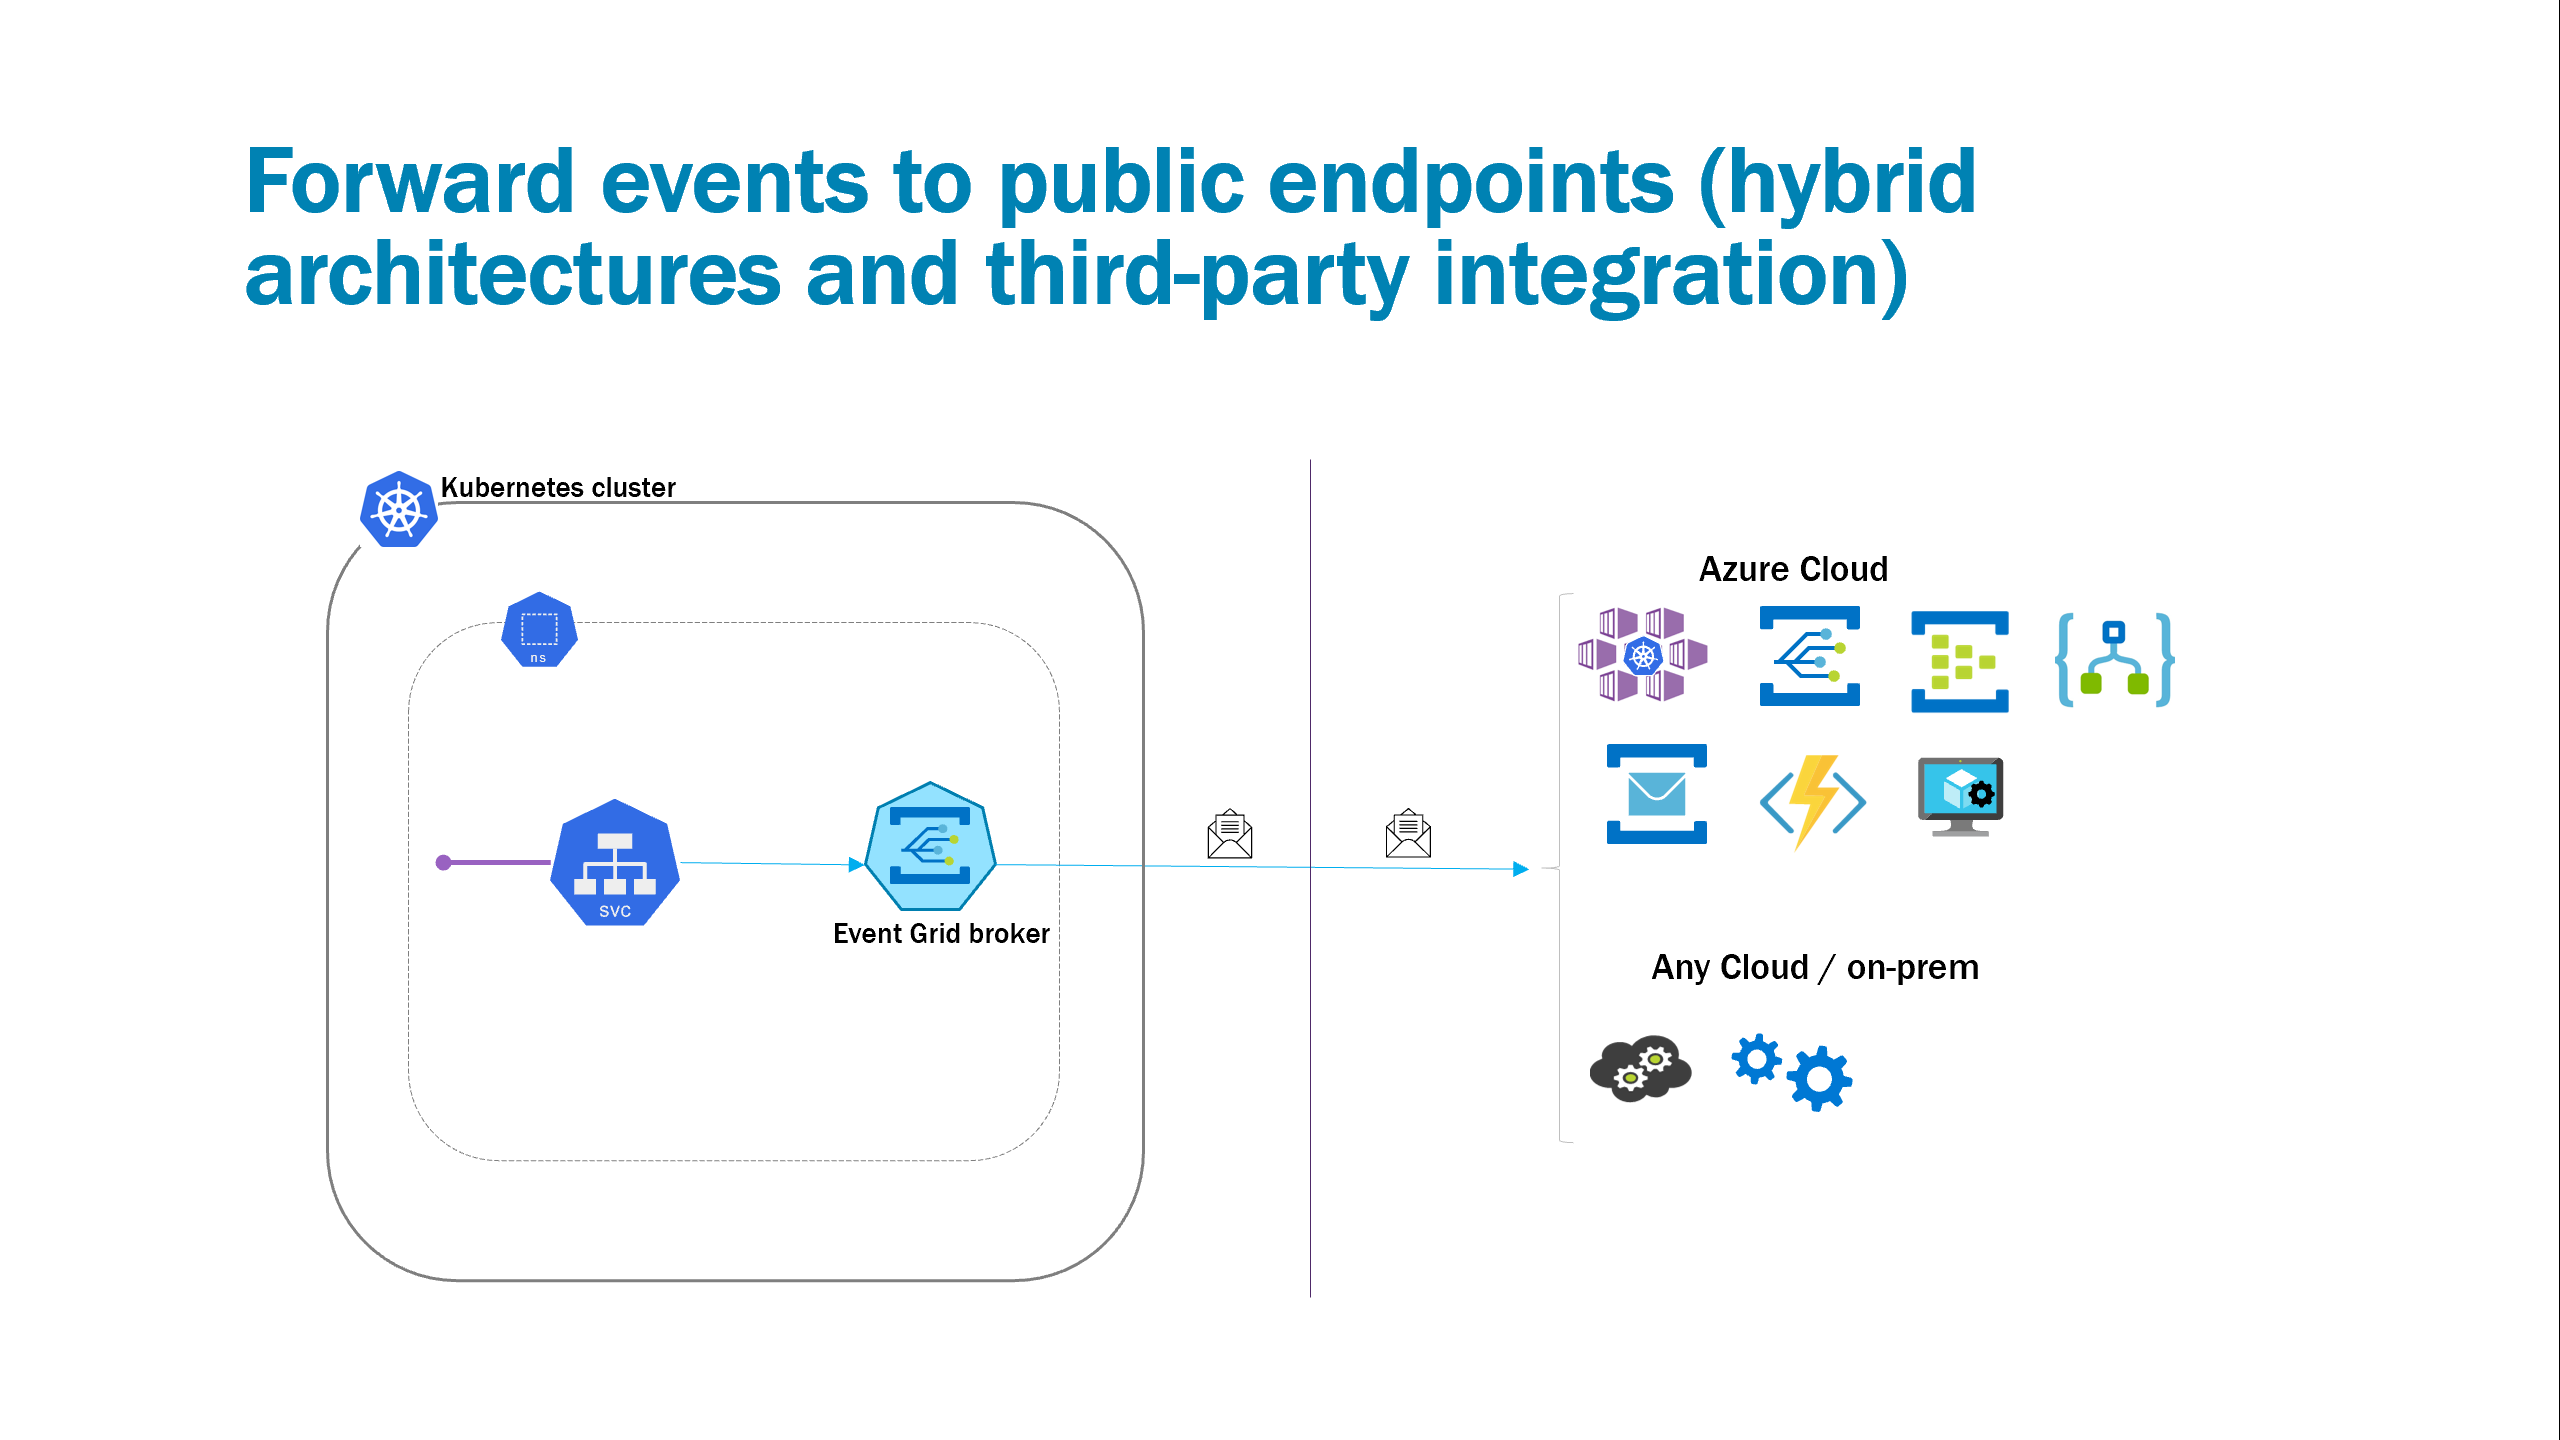 Forward events to public endpoints (hybrid
architectures and third-party integration)
Kubernetes cluster
ns
SVC
Event Grid broker
Azure Cloud
Any Cloud / on-prem